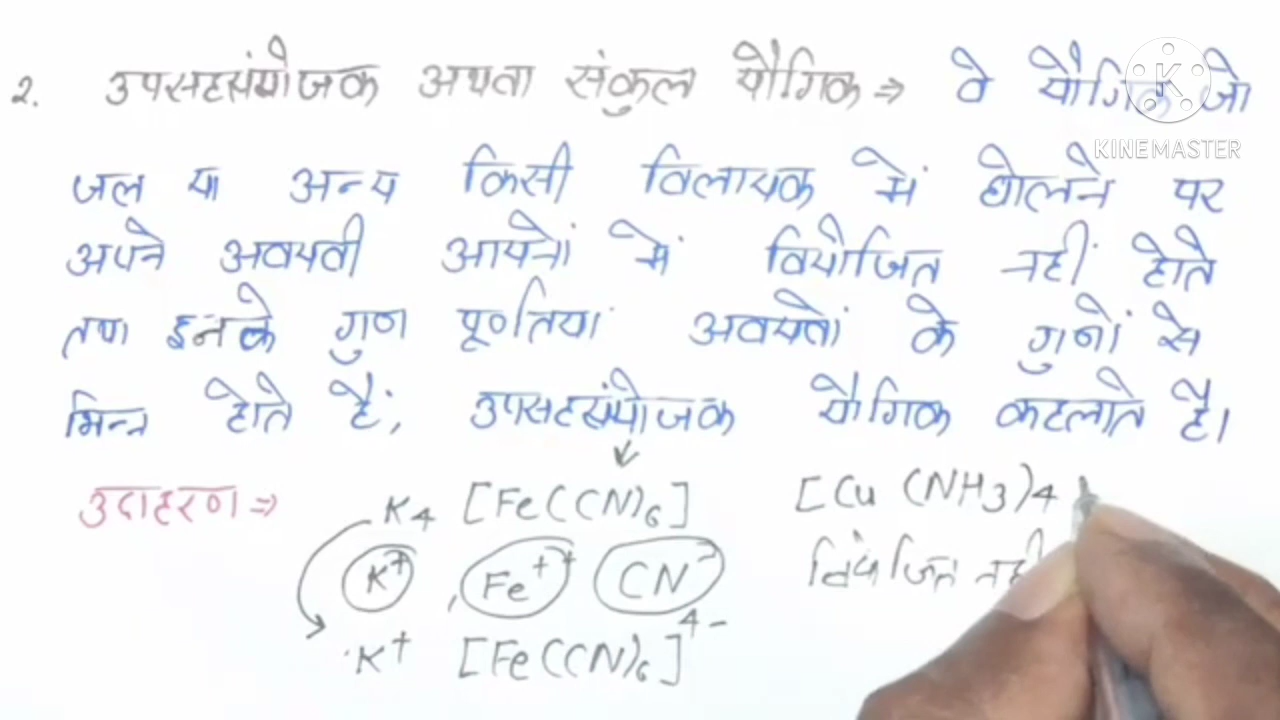 2. उपसहसंयोजक अथवा संकुल यौगिक ⇒ वे यौगिक जो
जल या अन्य किसी विलायक में घोलने पर
अपने अवयवी आयनों में वियोजित नहीं होते
तथा इनके गुण पूर्णतया अवयवों के गुनों से
भिन्न होते हैं, उपसहसंयोजक यौगिक कहलाते है।
उदाहरण ⇒ K4 [Fe(CN)6] [Cu (NH3)4
K+ , Fe++ CN- वियोजित नही
K+ [Fe(CN)6]4-
KINEMASTER